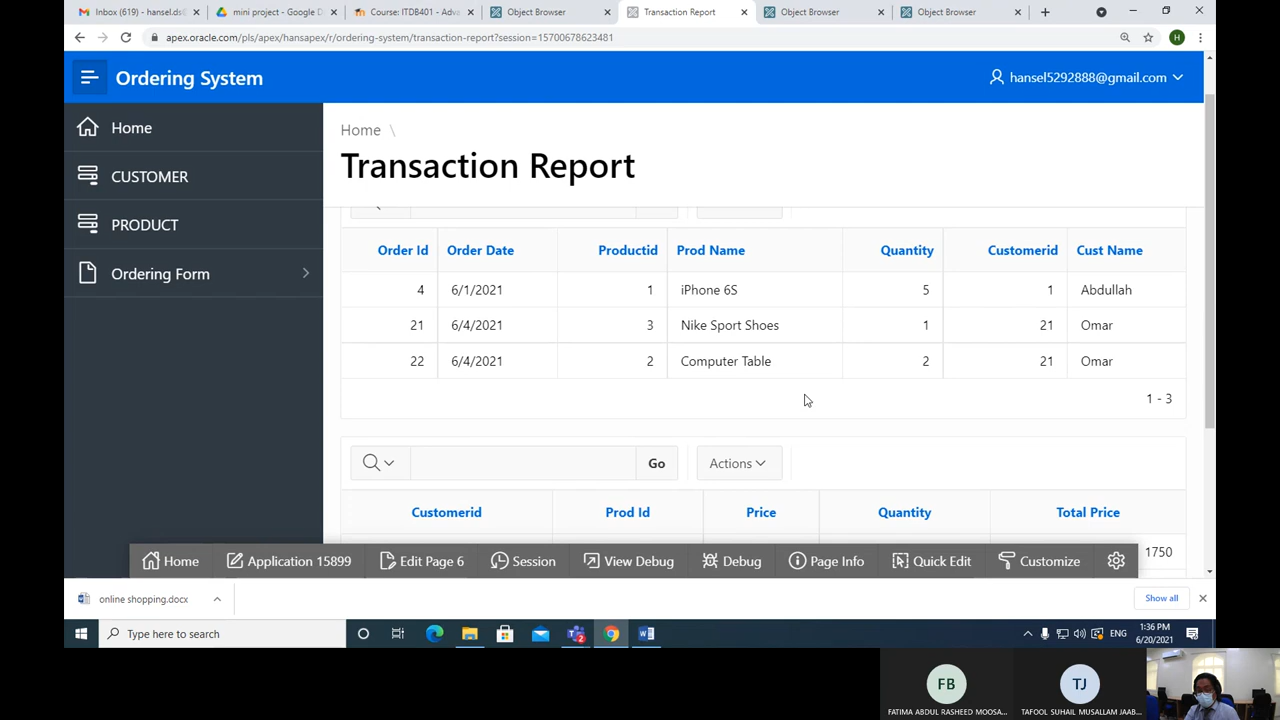 Inbox (619) - hansel.ds@
mini project - Google D
Course: ITDB401 - Adva
Object Browser
Transaction Report
Object Browser
Object Browser
apex.oracle.com/pls/apex/hansapex/r/ordering-system/transaction-report?session=15700678623481
H
Ordering System
hansel5292888@gmail.com
Home
CUSTOMER
PRODUCT
Ordering Form
Home \
Transaction Report
Order Id Order Date Productid Prod Name Quantity Customerid Cust Name
4 6/1/2021 1 iPhone 6S 5 1 Abdullah
21 6/4/2021 3 Nike Sport Shoes 1 21 Omar
22 6/4/2021 2 Computer Table 2 21 Omar
1 - 3
Go Actions
Customerid Prod Id Price Quantity Total Price
1750
Home Application 15899 Edit Page 6 Session View Debug Debug Page Info Quick Edit Customize
online shopping.docx
Show all
Type here to search
2
ENG
1:36 PM
6/20/2021
FB
FATIMA ABDUL RASHEED MOOSA...
TJ
TAFOOL SUHAIL MUSALLAM JAAB...